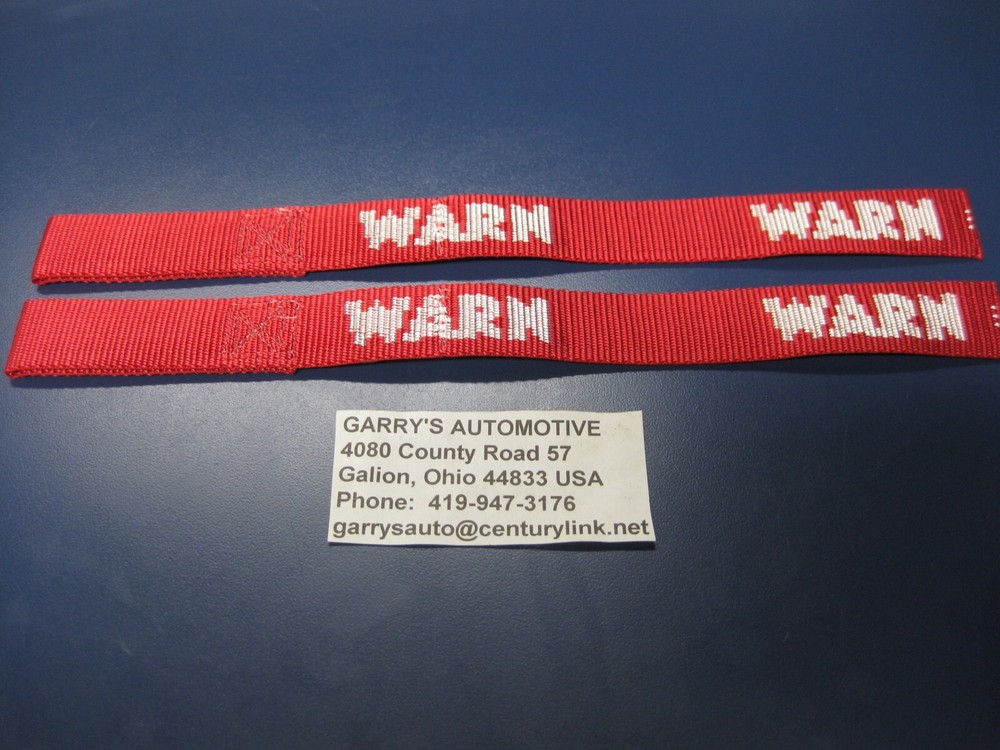 WARN WARN
WARN WARN
GARRY'S AUTOMOTIVE
4080 County Road 57
Galion, Ohio 44833 USA
Phone: 419-947-3176
garrysauto@centurylink.net